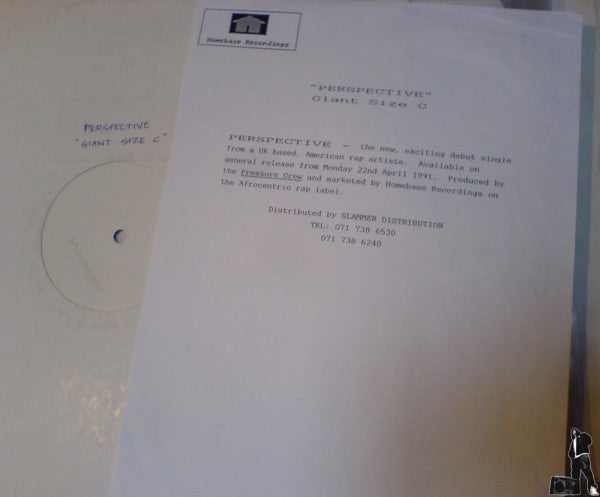 Homebase Recordings
"PERSPECTIVE"
Giant Size C
PERSPECTIVE
"GIANT SIZE C"
PERSPECTIVE - the new, exciting debut single
from a UK based, American rap artiste. Available on
general release from Monday 22nd April 1991. Produced by
the Pressure Crew and marketed by Homebase Recordings on
the Afrocentric rap label.
Distributed by SLAMMER DISTRIBUTION
TEL: 071 738 6530
071 738 6240